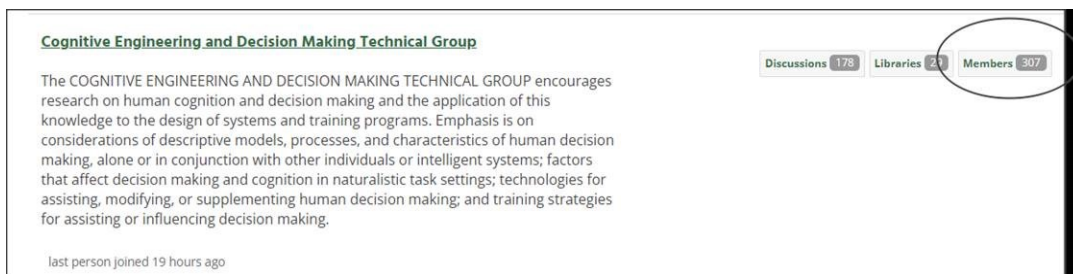 Cognitive Engineering and Decision Making Technical Group
Discussions 178 Libraries Members 307
The COGNITIVE ENGINEERING AND DECISION MAKING TECHNICAL GROUP encourages
research on human cognition and decision making and the application of this
knowledge to the design of systems and training programs. Emphasis is on
considerations of descriptive models, processes, and characteristics of human decision
making, alone or in conjunction with other individuals or intelligent systems; factors
that affect decision making and cognition in naturalistic task settings; technologies for
assisting, modifying, or supplementing human decision making; and training strategies
for assisting or influencing decision making.
last person joined 19 hours ago